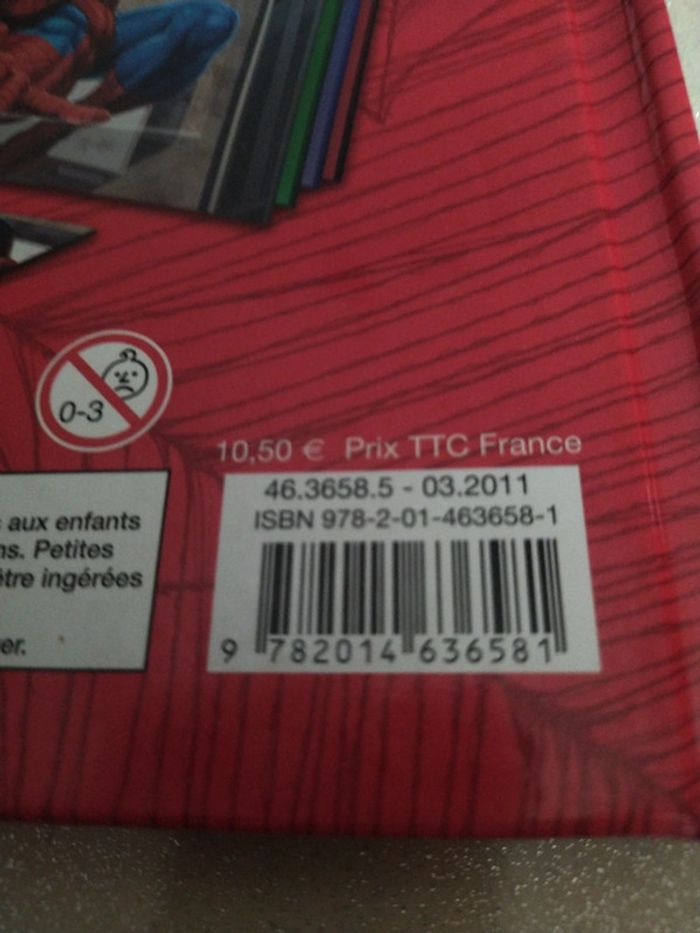 0-3
10,50 € Prix TTC France
46.3658.5 - 03.2011
ISBN 978-2-01-463658-1
9 782014 636581
aux enfants
ns. Petites
être ingérées
er.